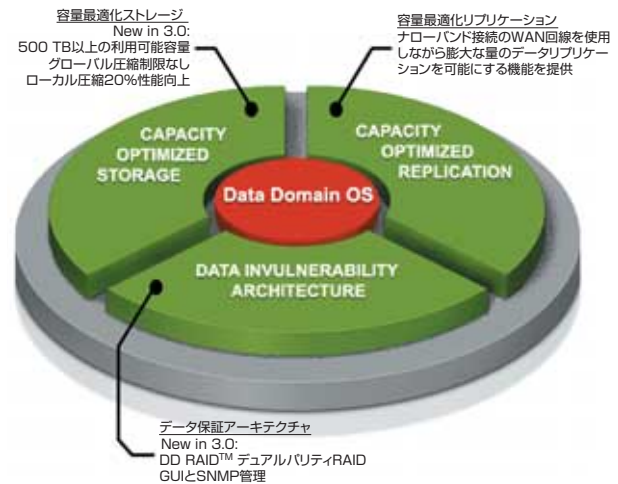 容量最適化ストレージ
New in 3.0:
500 TB以上の利用可能容量
グローバル圧縮制限なし
ローカル圧縮20%性能向上
容量最適化リプリケーション
ナローバンド接続のWAN回線を使用
しながら膨大な量のデータリプリケー
ションを可能にする機能を提供
CAPACITY
OPTIMIZED
STORAGE
CAPACITY
OPTIMIZED
REPLICATION
Data Domain OS
DATA INVULNERABILITY
ARCHITECTURE
データ保証アーキテクチャ
New in 3.0:
DD RAID™ デュアルパリティRAID
GUIとSNMP管理